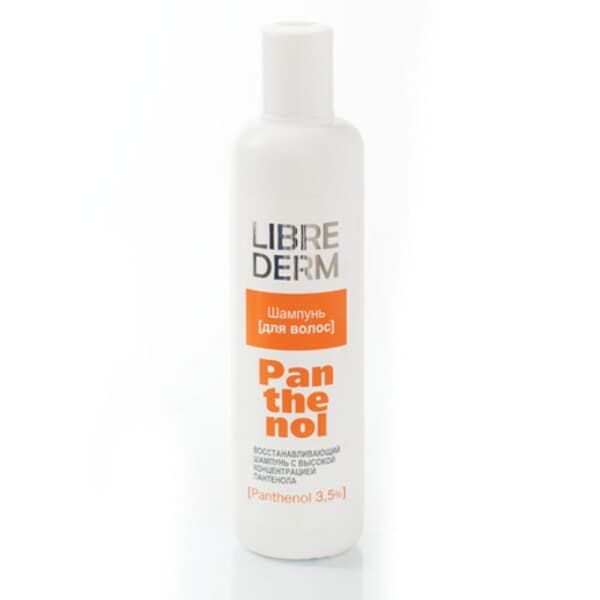 LIBRE
DERM
Шампунь
[для волос]
Pan
the
nol
ВОССТАНАВЛИВАЮЩИЙ
ШАМПУНЬ С ВЫСОКОЙ
КОНЦЕНТРАЦИЕЙ
ПАНТЕНОЛА
[Panthenol 3,5%]